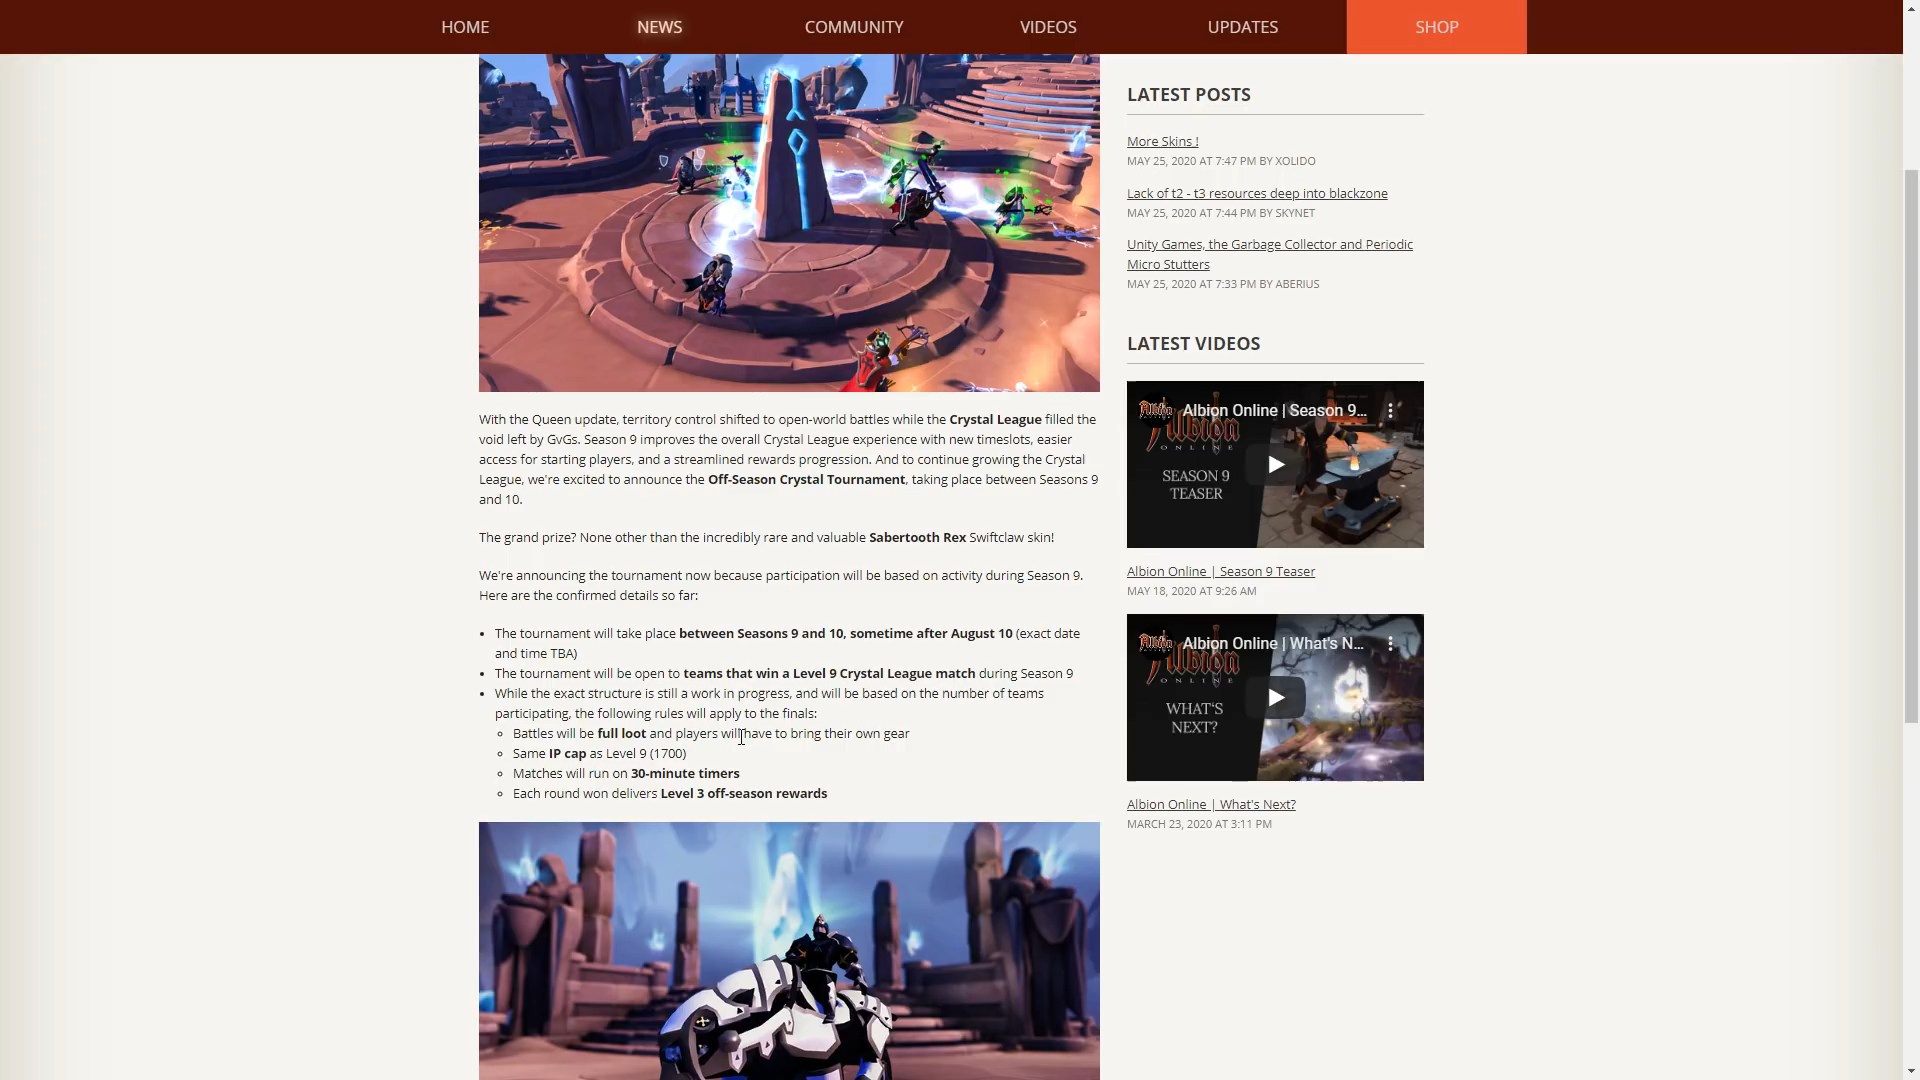 HOME
NEWS
COMMUNITY
VIDEOS
UPDATES
SHOP
With the Queen update, territory control shifted to open-world battles while the Crystal League filled the
void left by GvGs. Season 9 improves the overall Crystal League experience with new timeslots, easier
access for starting players, and a streamlined rewards progression. And to continue growing the Crystal
League, we're excited to announce the Off-Season Crystal Tournament, taking place between Seasons 9
and 10.
The grand prize? None other than the incredibly rare and valuable Sabertooth Rex Swiftclaw skin!
We're announcing the tournament now because participation will be based on activity during Season 9.
Here are the confirmed details so far:
• The tournament will take place between Seasons 9 and 10, sometime after August 10 (exact date
and time TBA)
• The tournament will be open to teams that win a Level 9 Crystal League match during Season 9
• While the exact structure is still a work in progress, and will be based on the number of teams
participating, the following rules will apply to the finals:
◦ Battles will be full loot and players will have to bring their own gear
◦ Same IP cap as Level 9 (1700)
◦ Matches will run on 30-minute timers
◦ Each round won delivers Level 3 off-season rewards
LATEST POSTS
More Skins !
MAY 25, 2020 AT 7:47 PM BY XOLIDO
Lack of t2 - t3 resources deep into blackzone
MAY 25, 2020 AT 7:44 PM BY SKYNET
Unity Games, the Garbage Collector and Periodic
Micro Stutters
MAY 25, 2020 AT 7:33 PM BY ABERIUS
LATEST VIDEOS
Albion Online | Season 9...
Albion
ONLINE
SEASON 9
TEASER
Albion Online | Season 9 Teaser
MAY 18, 2020 AT 9:26 AM
Albion Online | What's N...
Albion
ONLINE
WHAT'S
NEXT?
Albion Online | What's Next?
MARCH 23, 2020 AT 3:11 PM